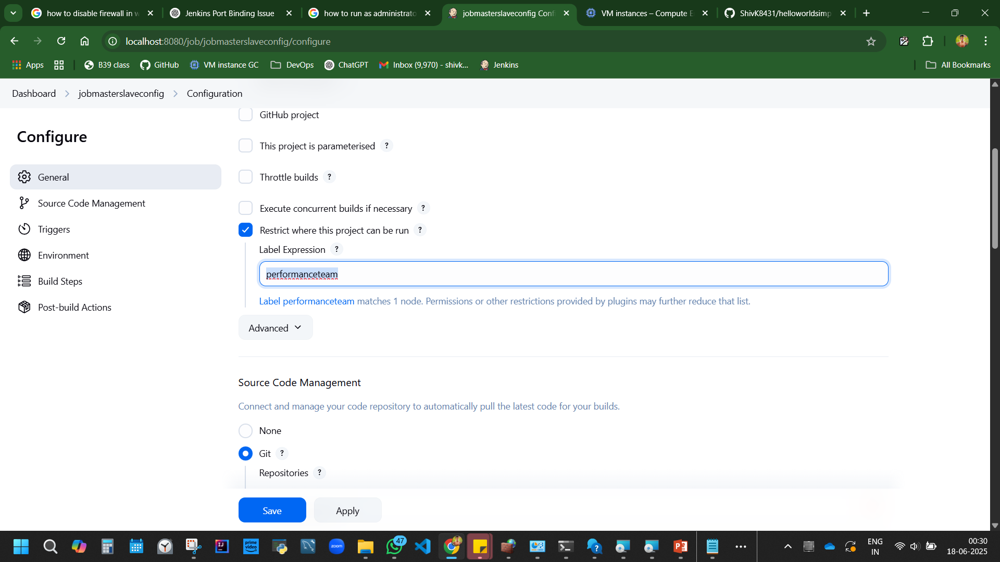 how to disable firewall in w
Jenkins Port Binding Issue
how to run as administrato
jobmasterslaveconfig Conf
VM instances – Compute E
ShivK8431/helloworldsimp
localhost:8080/job/jobmasterslaveconfig/configure
Apps
B39 class
GitHub
VM instance GC
DevOps
ChatGPT
Inbox (9,970) - shivk...
Jenkins
All Bookmarks
Dashboard > jobmasterslaveconfig > Configuration
Configure
General
Source Code Management
Triggers
Environment
Build Steps
Post-build Actions
GitHub project
This project is parameterised ?
Throttle builds ?
Execute concurrent builds if necessary ?
Restrict where this project can be run ?
Label Expression ?
performanceteam
Label performanceteam matches 1 node. Permissions or other restrictions provided by plugins may further reduce that list.
Advanced
Source Code Management
Connect and manage your code repository to automatically pull the latest code for your builds.
None
Git ?
Repositories ?
Save
Apply
IJ
prime video
zoom
47
ENG
IN
00:30
18-06-2025